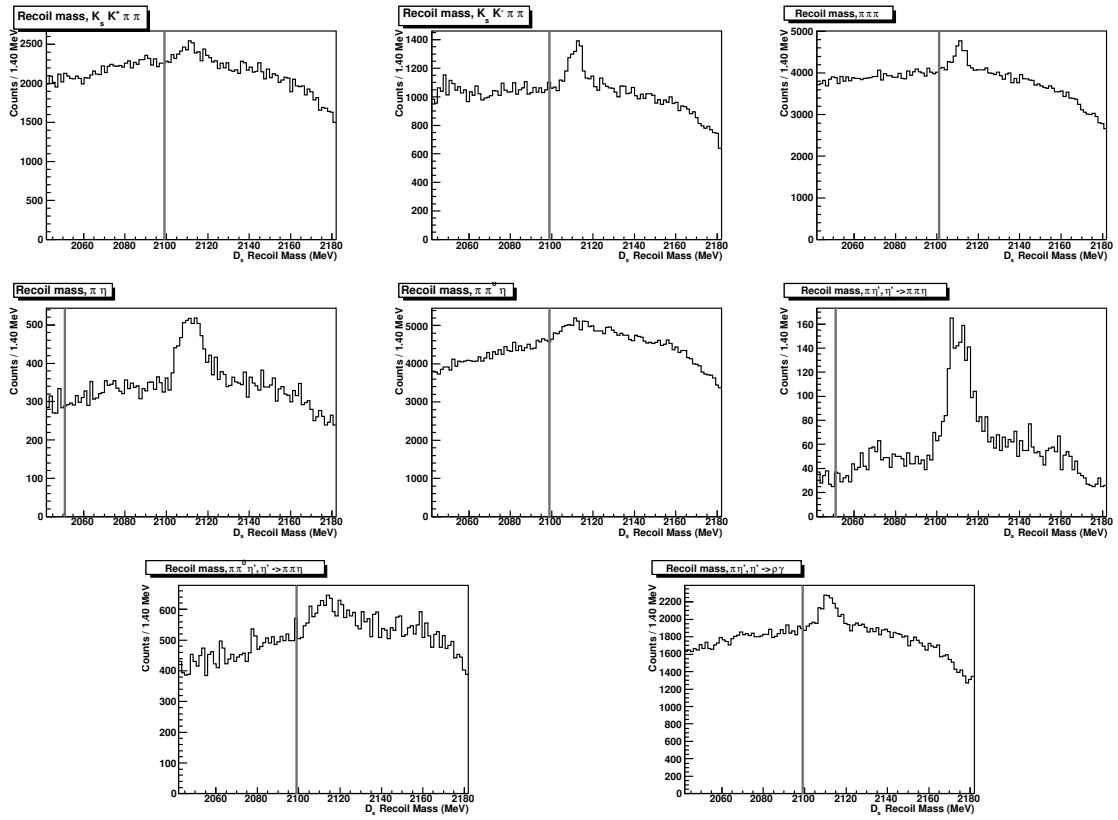 Recoil mass, K_s K⁺ π π
Counts / 1.40 MeV
2500
2000
1500
1000
500
0
2060 2080 2100 2120 2140 2160 2180
D_s Recoil Mass (MeV)
Recoil mass, K_s K⁻ π π
Counts / 1.40 MeV
1400
1200
1000
800
600
400
200
0
2060 2080 2100 2120 2140 2160 2180
D_s Recoil Mass (MeV)
Recoil mass, π π π
Counts / 1.40 MeV
5000
4000
3000
2000
1000
0
2060 2080 2100 2120 2140 2160 2180
D_s Recoil Mass (MeV)
Recoil mass, π η
Counts / 1.40 MeV
500
400
300
200
100
0
2060 2080 2100 2120 2140 2160 2180
D_s Recoil Mass (MeV)
Recoil mass, π π⁰ η
Counts / 1.40 MeV
5000
4000
3000
2000
1000
0
2060 2080 2100 2120 2140 2160 2180
D_s Recoil Mass (MeV)
Recoil mass, π η', η' -> π π η
Counts / 1.40 MeV
160
140
120
100
80
60
40
20
0
2060 2080 2100 2120 2140 2160 2180
D_s Recoil Mass (MeV)
Recoil mass, π π⁰ η', η' -> π π η
Counts / 1.40 MeV
600
500
400
300
200
100
0
2060 2080 2100 2120 2140 2160 2180
D_s Recoil Mass (MeV)
Recoil mass, π η', η' -> ρ γ
Counts / 1.40 MeV
2200
2000
1800
1600
1400
1200
1000
800
600
400
200
0
2060 2080 2100 2120 2140 2160 2180
D_s Recoil Mass (MeV)